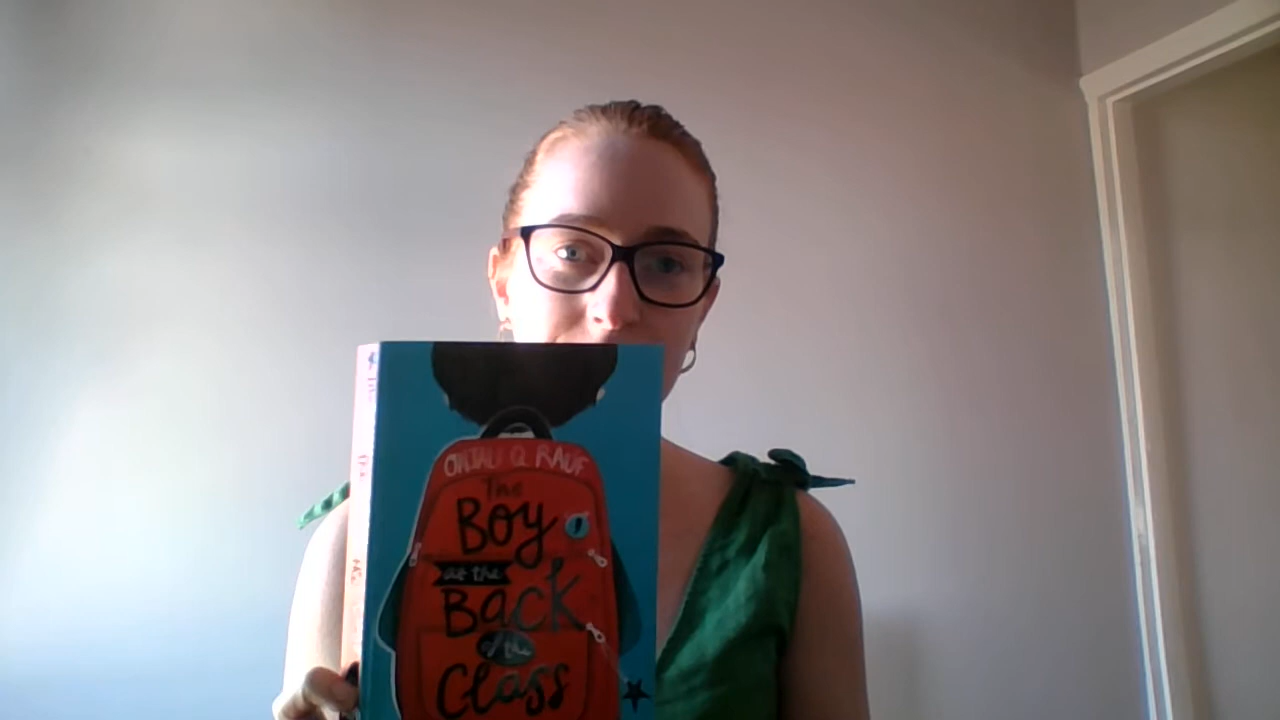 ONJALI Q. RAUF
The
Boy
at the
Back
of the
Class